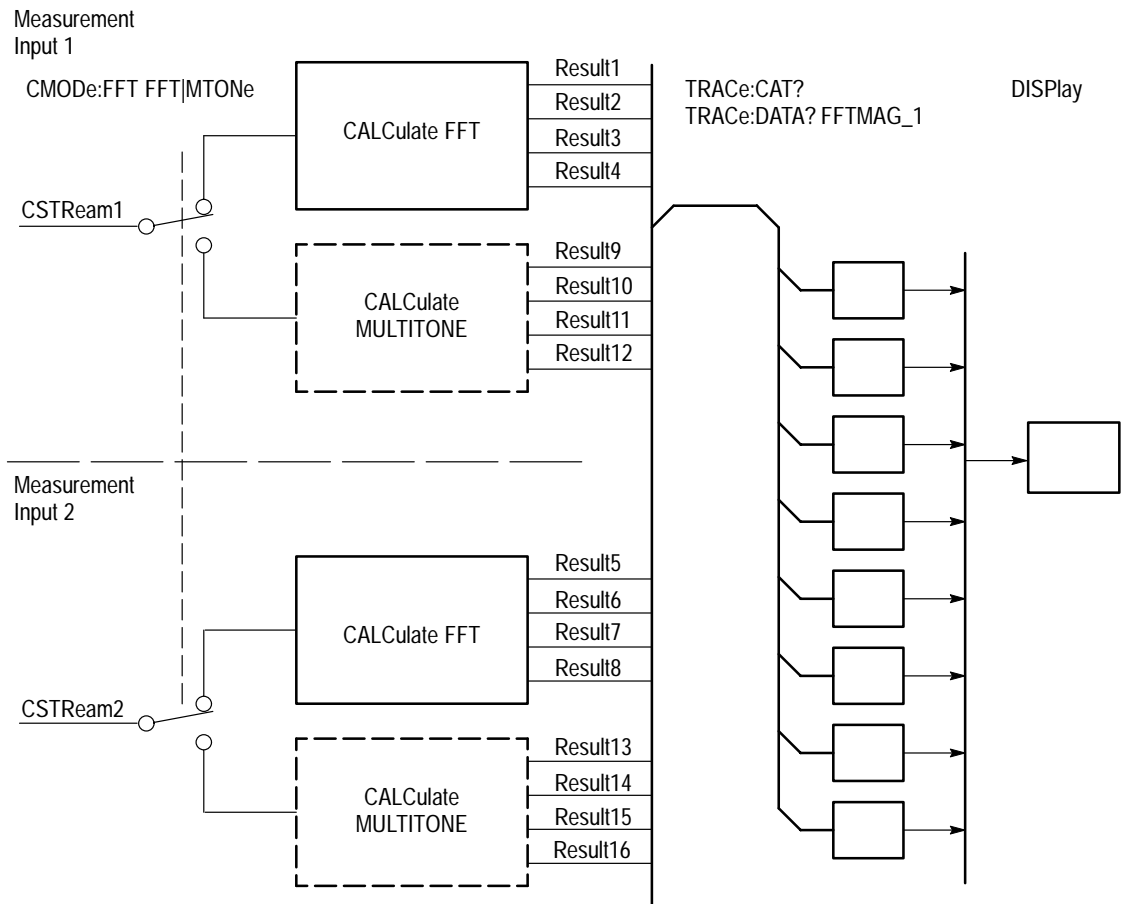 Measurement
Input 1
CMODe:FFT FFT|MTONe
CALCulate FFT
Result1
Result2
Result3
Result4
TRACe:CAT?
TRACe:DATA? FFTMAG_1
DISPlay
CSTReam1
CALCulate
MULTITONE
Result9
Result10
Result11
Result12
Measurement
Input 2
CALCulate FFT
Result5
Result6
Result7
Result8
CSTReam2
CALCulate
MULTITONE
Result13
Result14
Result15
Result16